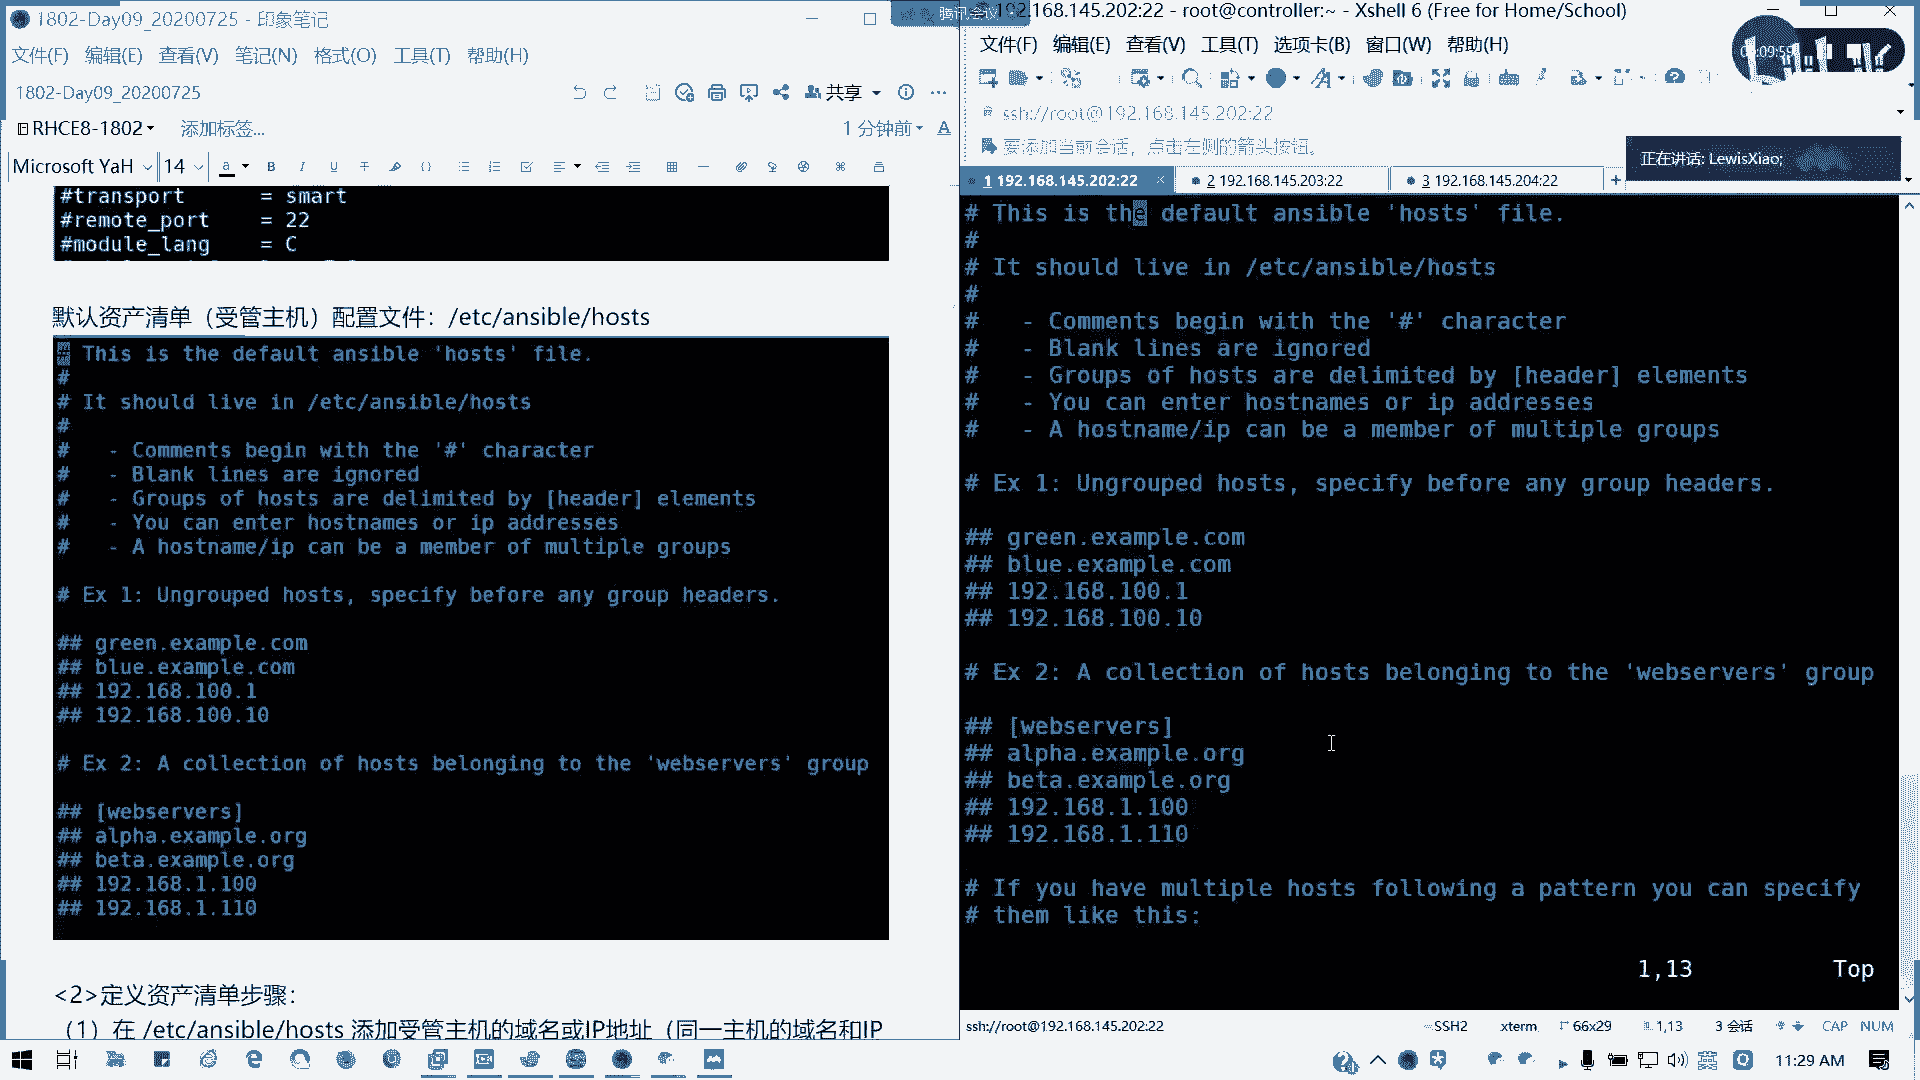 1802-Day09_20200725 - 印象笔记
文件(F) 编辑(E) 查看(V) 笔记(N) 格式(O) 工具(T) 帮助(H)
1802-Day09_20200725
共享
RHCE8-1802
添加标签...
1 分钟前
Microsoft YaH 14
#transport = smart
#remote_port = 22
#module_lang = C
默认资产清单（受管主机）配置文件：/etc/ansible/hosts
# This is the default ansible 'hosts' file.
#
# It should live in /etc/ansible/hosts
#
# - Comments begin with the '#' character
# - Blank lines are ignored
# - Groups of hosts are delimited by [header] elements
# - You can enter hostnames or ip addresses
# - A hostname/ip can be a member of multiple groups
# Ex 1: Ungrouped hosts, specify before any group headers.
## green.example.com
## blue.example.com
## 192.168.100.1
## 192.168.100.10
# Ex 2: A collection of hosts belonging to the 'webservers' group
## [webservers]
## alpha.example.org
## beta.example.org
## 192.168.1.100
## 192.168.1.110
<2>定义资产清单步骤：
（1）在 /etc/ansible/hosts 添加受管主机的域名或IP地址（同一主机的域名和IP
腾讯会议
192.168.145.202:22 - root@controller:~ - Xshell 6 (Free for Home/School)
文件(F) 编辑(E) 查看(V) 工具(T) 选项卡(B) 窗口(W) 帮助(H)
ssh://root@192.168.145.202:22
要添加当前会话，点击左侧的箭头按钮。
正在讲话: LewisXiao;
1 192.168.145.202:22
2 192.168.145.203:22
3 192.168.145.204:22
# This is the default ansible 'hosts' file.
#
# It should live in /etc/ansible/hosts
#
# - Comments begin with the '#' character
# - Blank lines are ignored
# - Groups of hosts are delimited by [header] elements
# - You can enter hostnames or ip addresses
# - A hostname/ip can be a member of multiple groups
# Ex 1: Ungrouped hosts, specify before any group headers.
## green.example.com
## blue.example.com
## 192.168.100.1
## 192.168.100.10
# Ex 2: A collection of hosts belonging to the 'webservers' group
## [webservers]
## alpha.example.org
## beta.example.org
## 192.168.1.100
## 192.168.1.110
# If you have multiple hosts following a pattern you can specify
# them like this:
1,13 Top
ssh://root@192.168.145.202:22 SSH2 xterm 66x29 1,13 3 会话 CAP NUM
11:29 AM